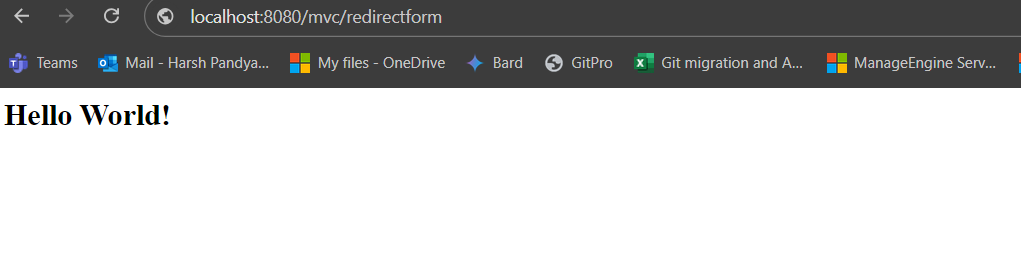 localhost:8080/mvc/redirectform
Teams Mail - Harsh Pandya... My files - OneDrive Bard GitPro Git migration and A... ManageEngine Serv...
Hello World!